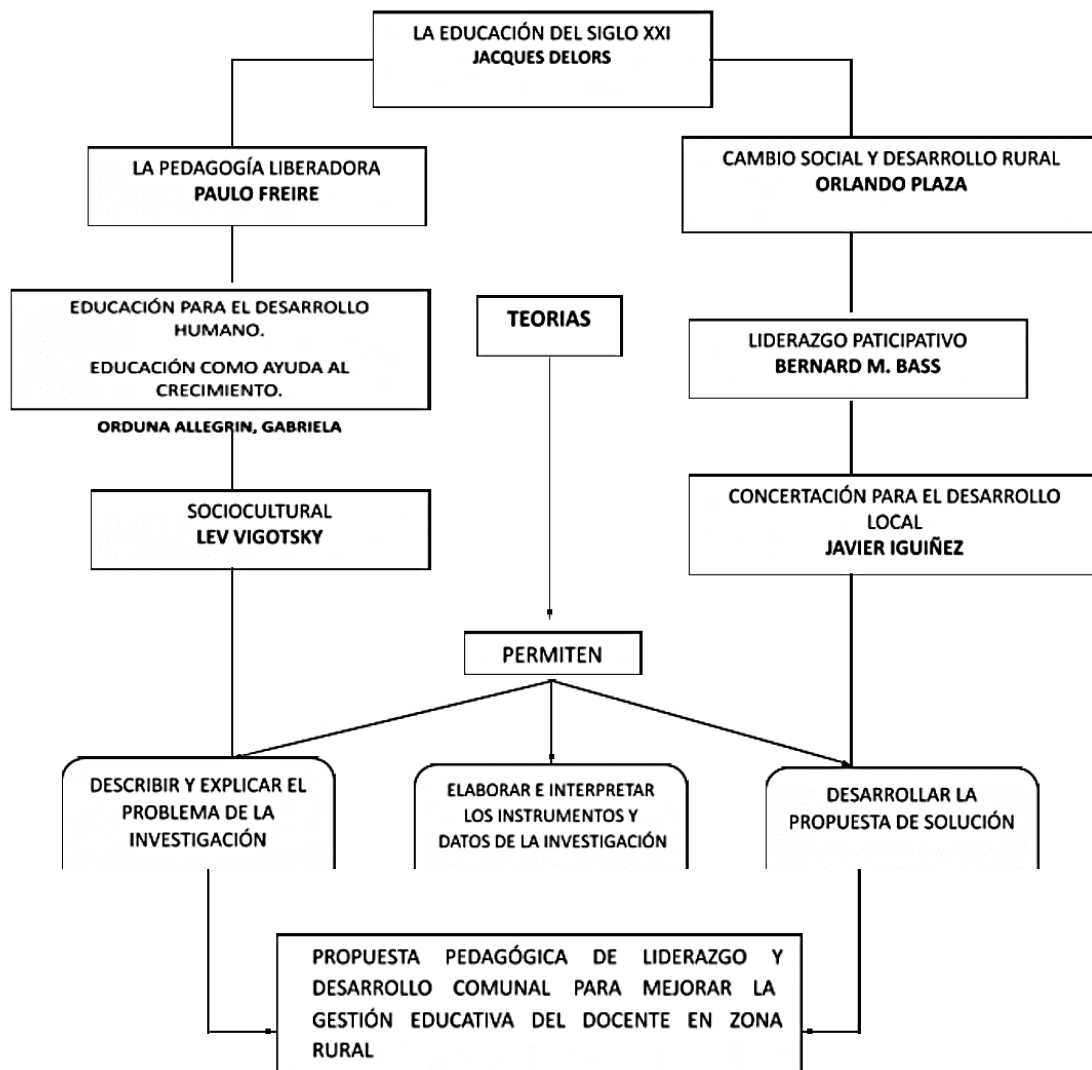 LA EDUCACIÓN DEL SIGLO XXI
JACQUES DELORS
LA PEDAGOGÍA LIBERADORA
PAULO FREIRE
CAMBIO SOCIAL Y DESARROLLO RURAL
ORLANDO PLAZA
EDUCACIÓN PARA EL DESARROLLO
HUMANO.
EDUCACIÓN COMO AYUDA AL
CRECIMIENTO.
ORDUNA ALLEGRIN, GABRIELA
TEORIAS
LIDERAZGO PATICIPATIVO
BERNARD M. BASS
SOCIOCULTURAL
LEV VIGOTSKY
CONCERTACIÓN PARA EL DESARROLLO
LOCAL
JAVIER IGUIÑEZ
PERMITEN
DESCRIBIR Y EXPLICAR EL
PROBLEMA DE LA
INVESTIGACIÓN
ELABORAR E INTERPRETAR
LOS INSTRUMENTOS Y
DATOS DE LA INVESTIGACIÓN
DESARROLLAR LA
PROPUESTA DE SOLUCIÓN
PROPUESTA PEDAGÓGICA DE LIDERAZGO Y
DESARROLLO COMUNAL PARA MEJORAR LA
GESTIÓN EDUCATIVA DEL DOCENTE EN ZONA
RURAL